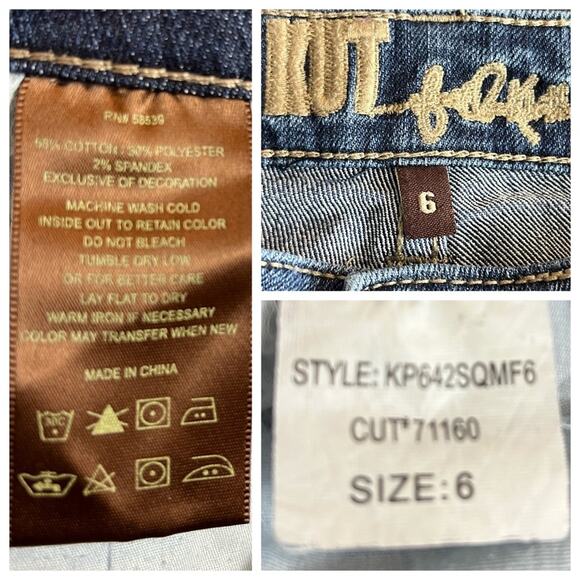 RN# 58539
68% COTTON / 30% POLYESTER
2% SPANDEX
EXCLUSIVE OF DECORATION
MACHINE WASH COLD
INSIDE OUT TO RETAIN COLOR
DO NOT BLEACH
TUMBLE DRY LOW
OR FOR BETTER CARE
LAY FLAT TO DRY
WARM IRON IF NECESSARY
COLOR MAY TRANSFER WHEN NEW
MADE IN CHINA
KUT
6
STYLE: KP642SQMF6
CUT'71160
SIZE: 6